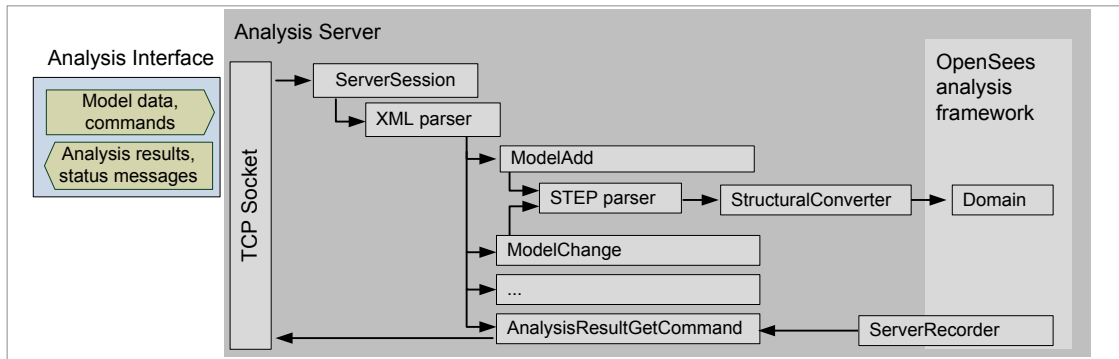 Analysis Server
Analysis Interface
Model data,
commands
Analysis results,
status messages
TCP Socket
ServerSession
XML parser
ModelAdd
STEP parser
StructuralConverter
Domain
ModelChange
...
AnalysisResultGetCommand
ServerRecorder
OpenSees
analysis
framework